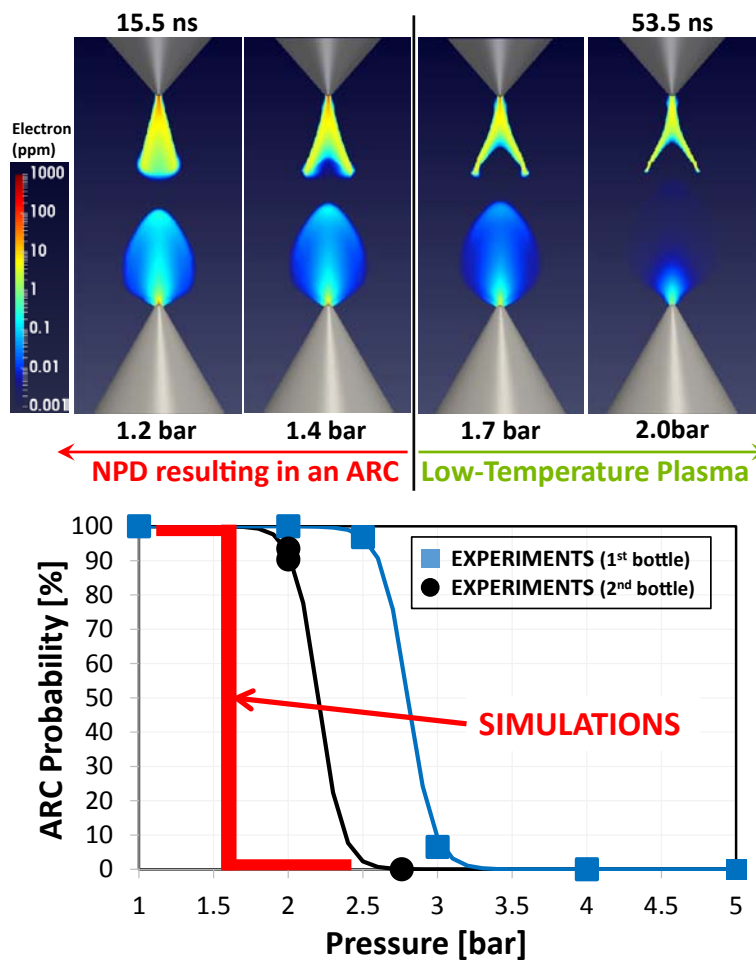 15.5 ns
53.5 ns
Electron
(ppm)
1000
100
10
1
0.1
0.01
0.001
1.2 bar
1.4 bar
1.7 bar
2.0bar
NPD resulting in an ARC
Low-Temperature Plasma
ARC Probability [%]
100
90
80
70
60
50
40
30
20
10
0
EXPERIMENTS (1st bottle)
EXPERIMENTS (2nd bottle)
SIMULATIONS
1
1.5
2
2.5
3
3.5
4
4.5
5
Pressure [bar]